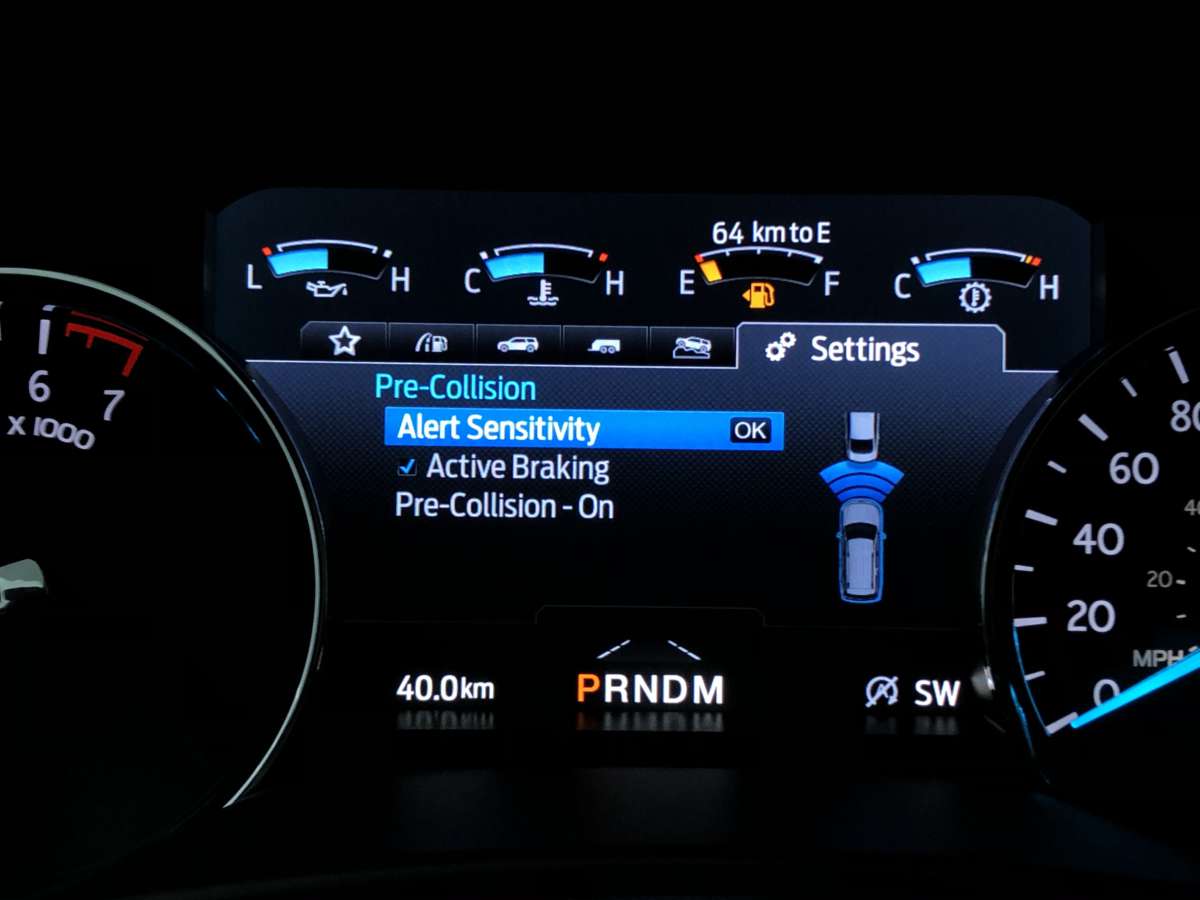 64 km to E
L H
C H
E F
C H
Settings
Pre-Collision
Alert Sensitivity OK
Active Braking
Pre-Collision - On
6
7
x 1000
80
60
40
20
0
20
MPH
40.0km
PRNDM
SW